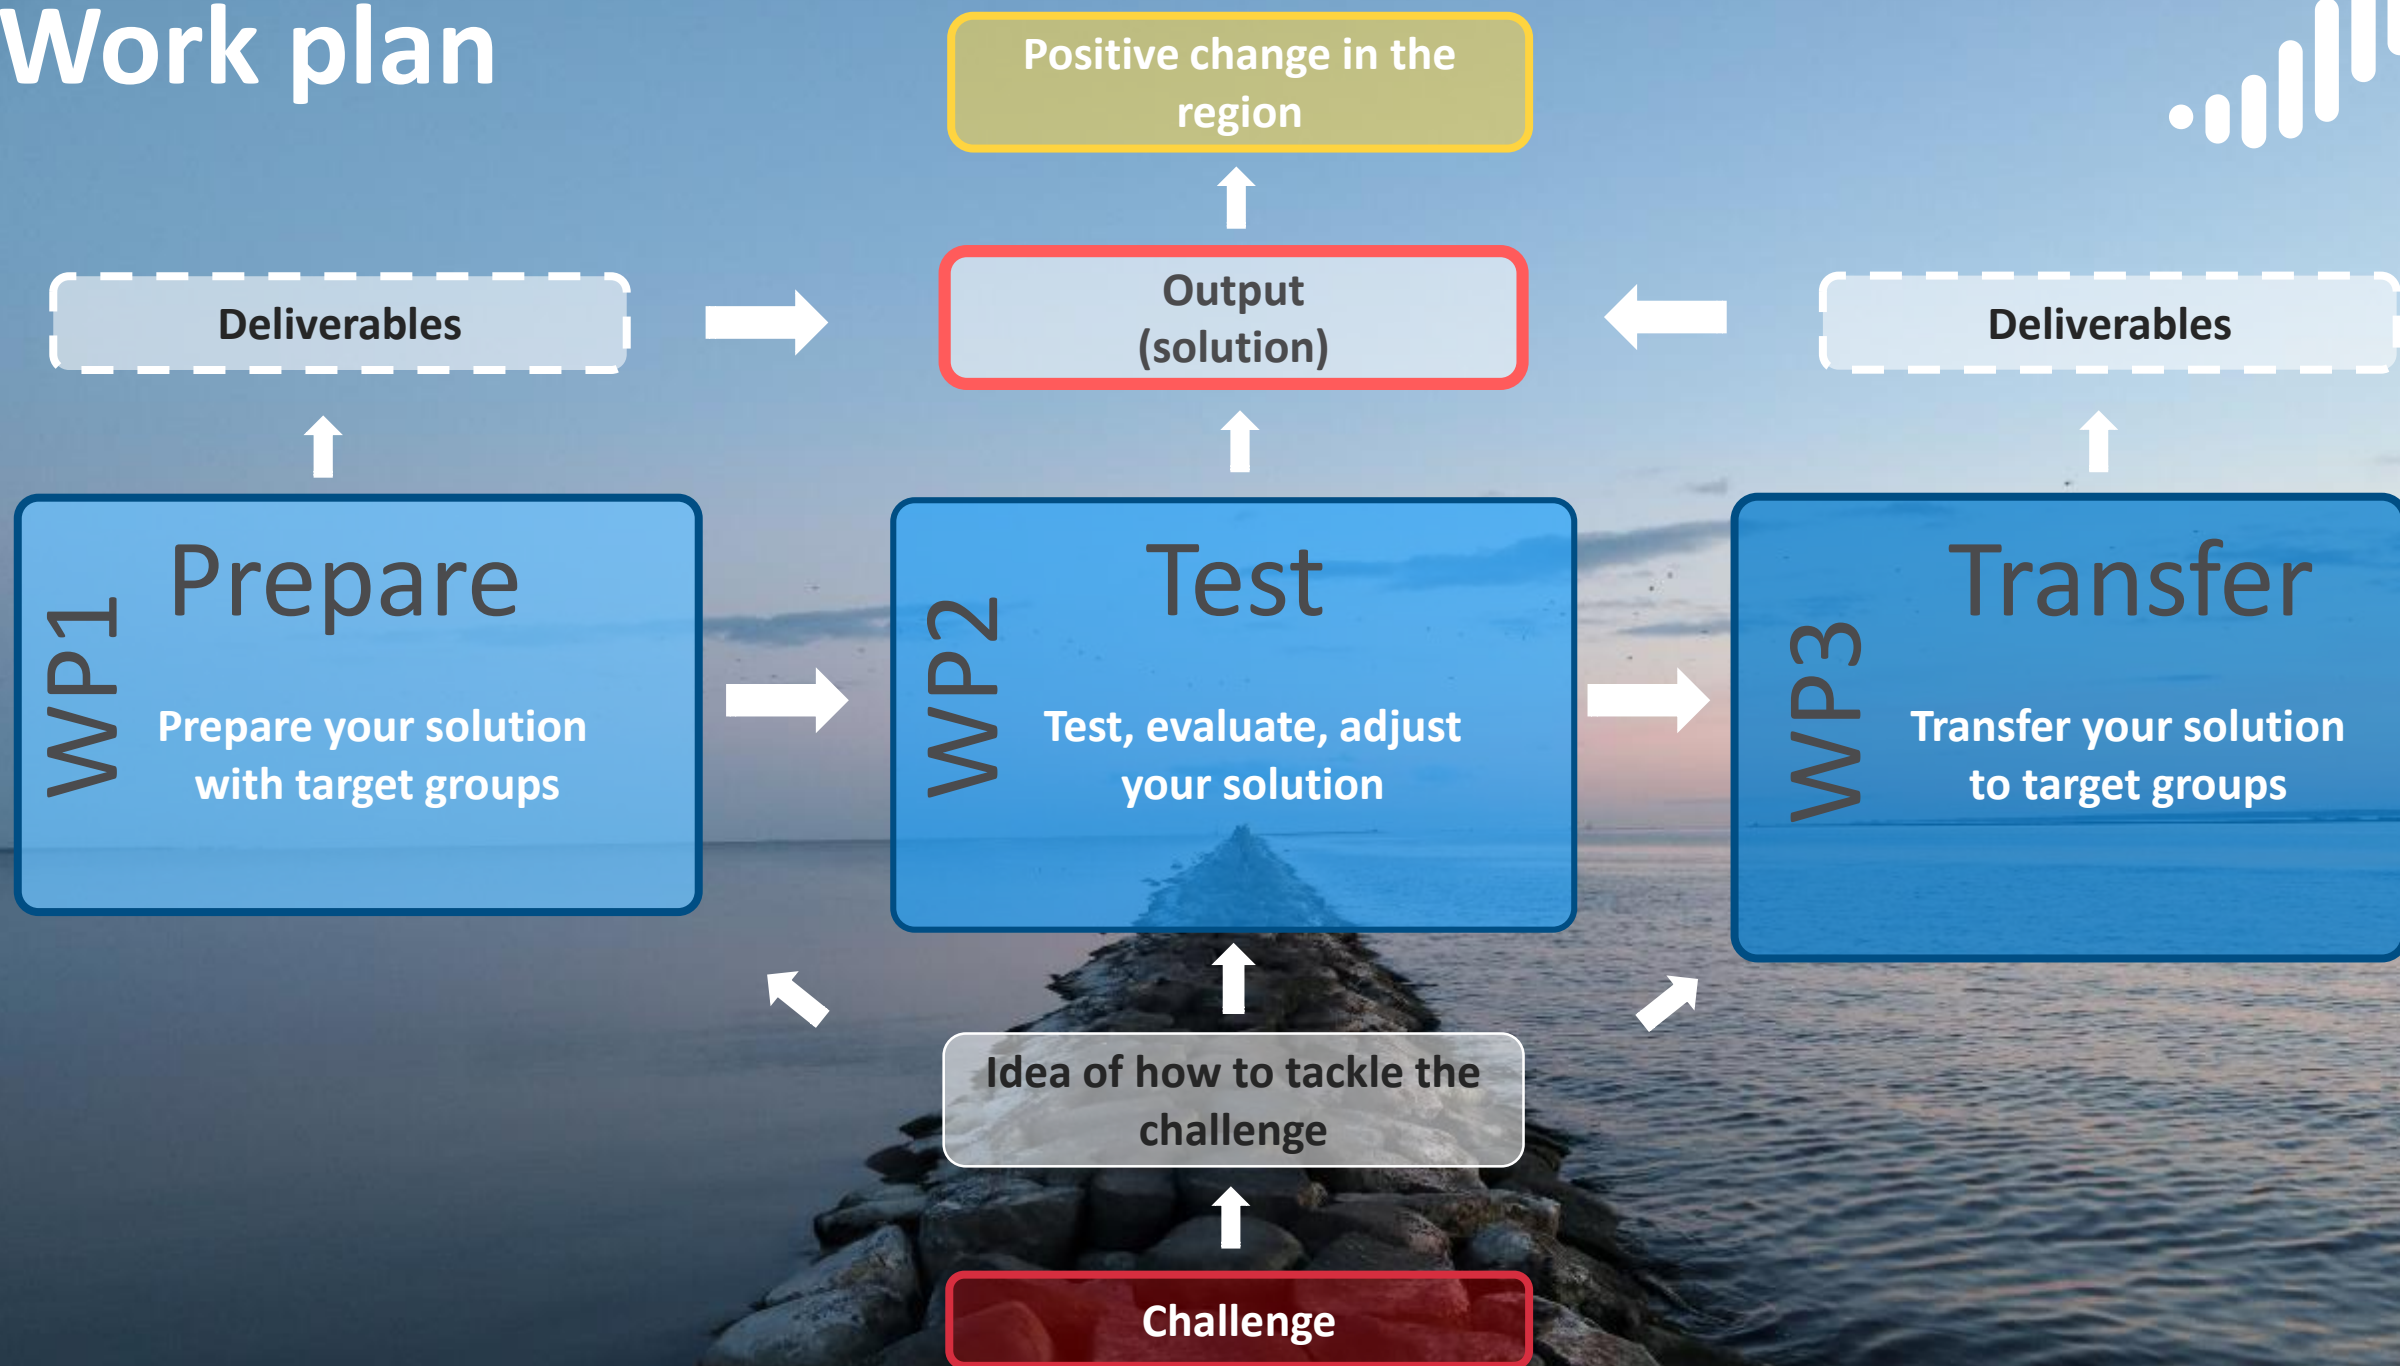 Work plan
Positive change in the
region
Deliverables
Output
(solution)
Deliverables
WP1
Prepare
Prepare your solution
with target groups
WP2
Test
Test, evaluate, adjust
your solution
WP3
Transfer
Transfer your solution
to target groups
Idea of how to tackle the
challenge
Challenge